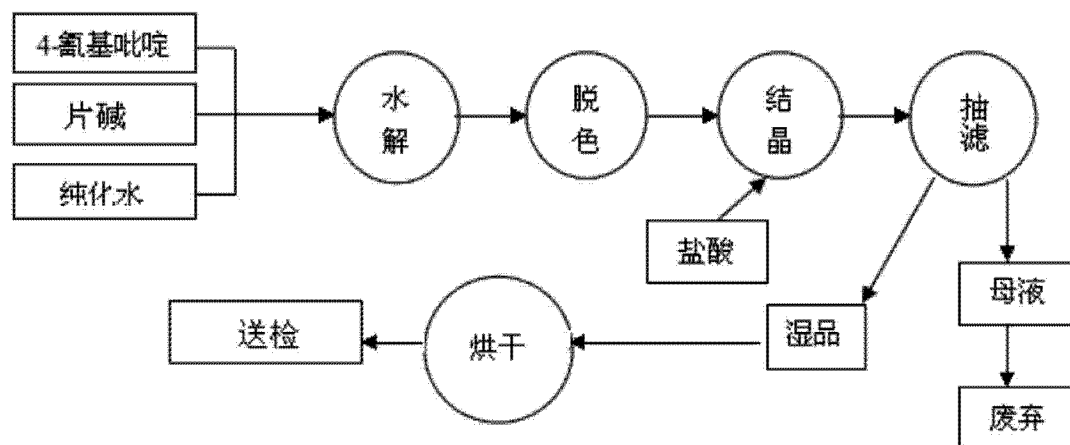 4-氰基吡啶
片碱
纯化水
水解
脱色
结晶
抽滤
盐酸
母液
湿品
烘干
送检
废弃